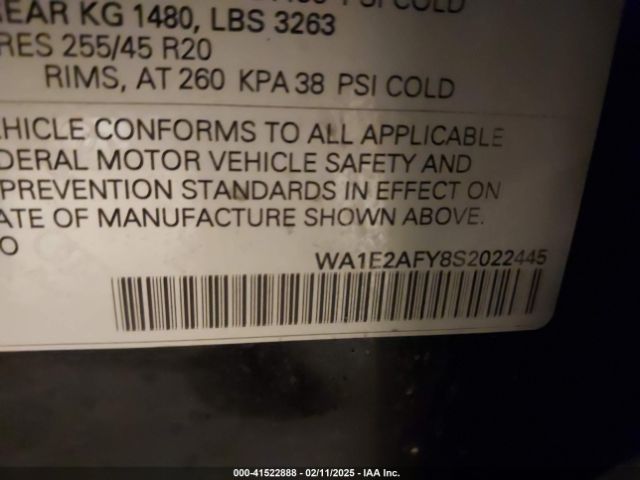 REAR KG 1480, LBS 3263
RES 255/45 R20
RIMS, AT 260 KPA 38 PSI COLD
EHICLE CONFORMS TO ALL APPLICABLE
DERAL MOTOR VEHICLE SAFETY AND
PREVENTION STANDARDS IN EFFECT ON
ATE OF MANUFACTURE SHOWN ABOVE.
WA1E2AFY8S2022445
000-41522888 - 02/11/2025 - IAA Inc.